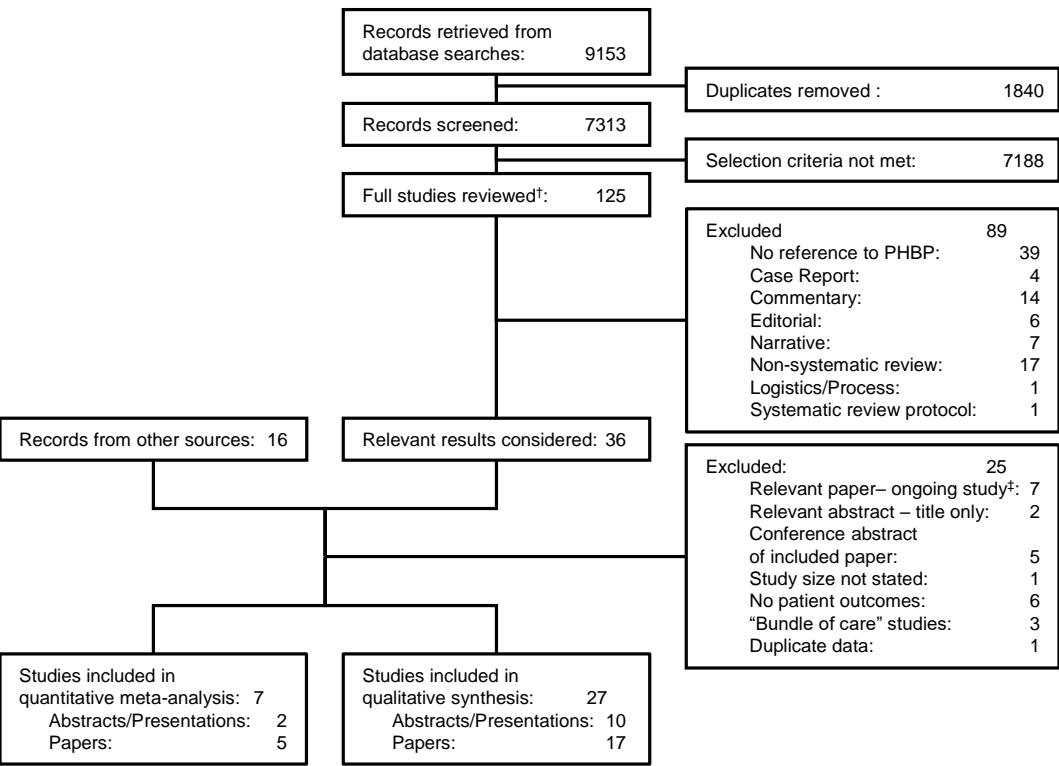 Records retrieved from
database searches: 9153
Duplicates removed : 1840
Records screened: 7313
Selection criteria not met: 7188
Full studies reviewed†: 125
Excluded 89
No reference to PHBP: 39
Case Report: 4
Commentary: 14
Editorial: 6
Narrative: 7
Non-systematic review: 17
Logistics/Process: 1
Systematic review protocol: 1
Records from other sources: 16
Relevant results considered: 36
Excluded: 25
Relevant paper– ongoing study‡: 7
Relevant abstract – title only: 2
Conference abstract
of included paper: 5
Study size not stated: 1
No patient outcomes: 6
“Bundle of care” studies: 3
Duplicate data: 1
Studies included in
quantitative meta-analysis: 7
Abstracts/Presentations: 2
Papers: 5
Studies included in
qualitative synthesis: 27
Abstracts/Presentations: 10
Papers: 17